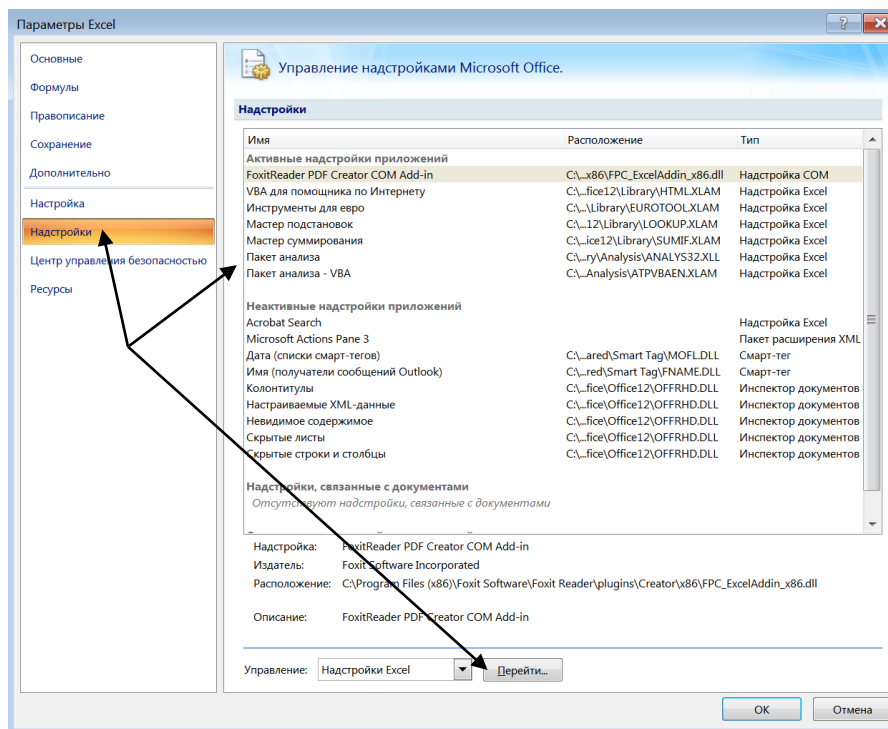 Параметры Excel
Основные
Формулы
Правописание
Сохранение
Дополнительно
Настройка
Надстройки
Центр управления безопасностью
Ресурсы
Управление надстройками Microsoft Office.
Надстройки
Имя Расположение Тип
Активные надстройки приложений
FoxitReader PDF Creator COM Add-in C:\...x86\FPC_ExcelAddin_x86.dll Надстройка COM
VBA для помощника по Интернету C:\...fice12\Library\HTML.XLAM Надстройка Excel
Инструменты для евро C:\...\Library\EUROTOOL.XLAM Надстройка Excel
Мастер подстановок C:\...12\Library\LOOKUP.XLAM Надстройка Excel
Мастер суммирования C:\...ice12\Library\SUMIF.XLAM Надстройка Excel
Пакет анализа C:\...ry\Analysis\ANALYS32.XLL Надстройка Excel
Пакет анализа - VBA C:\...Analysis\ATPVBAEN.XLAM Надстройка Excel
Неактивные надстройки приложений
Acrobat Search Надстройка Excel
Microsoft Actions Pane 3 Пакет расширения XML
Дата (списки смарт-тегов) C:\...ared\Smart Tag\MOFL.DLL Смарт-тег
Имя (получатели сообщений Outlook) C:\...red\Smart Tag\FNAME.DLL Смарт-тег
Колонтитулы C:\...fice\Office12\OFFRHD.DLL Инспектор документов
Настраиваемые XML-данные C:\...fice\Office12\OFFRHD.DLL Инспектор документов
Невидимое содержимое C:\...fice\Office12\OFFRHD.DLL Инспектор документов
Скрытые листы C:\...fice\Office12\OFFRHD.DLL Инспектор документов
Скрытые строки и столбцы C:\...fice\Office12\OFFRHD.DLL Инспектор документов
Надстройки, связанные с документами
Отсутствуют надстройки, связанные с документами
Надстройка: FoxitReader PDF Creator COM Add-in
Издатель: Foxit Software Incorporated
Расположение: C:\Program Files (x86)\Foxit Software\Foxit Reader\plugins\Creator\x86\FPC_ExcelAddin_x86.dll
Описание: FoxitReader PDF Creator COM Add-in
Управление: Надстройки Excel Перейти...
ОК Отмена